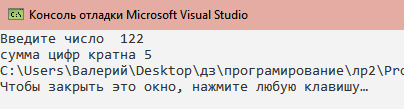 Консоль отладки Microsoft Visual Studio
Введите число  122
сумма цифр кратна 5
C:\Users\Валерий\Desktop\дз\програмирование\лр2\Pro
Чтобы закрыть это окно, нажмите любую клавишу…